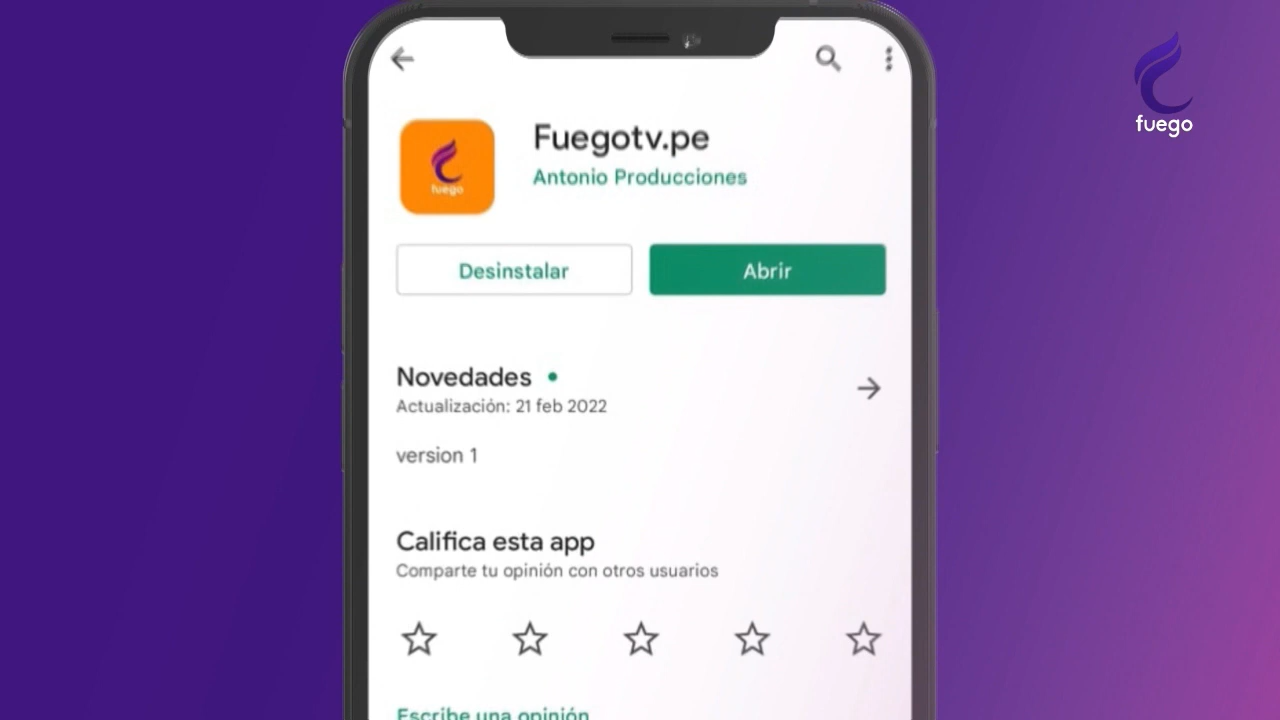 fuego
Fuegotv.pe
Antonio Producciones
fuego
Desinstalar
Abrir
Novedades
Actualización: 21 feb 2022
version 1
Califica esta app
Comparte tu opinión con otros usuarios
Escribe una opinión